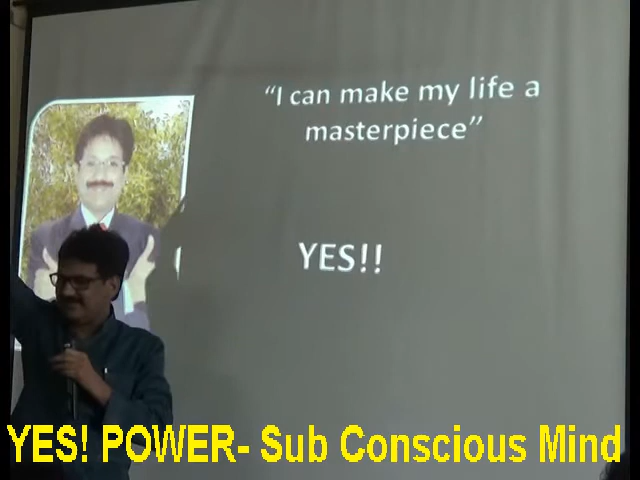 “I can make my life a
masterpiece”
YES!!
YES! POWER- Sub Conscious Mind